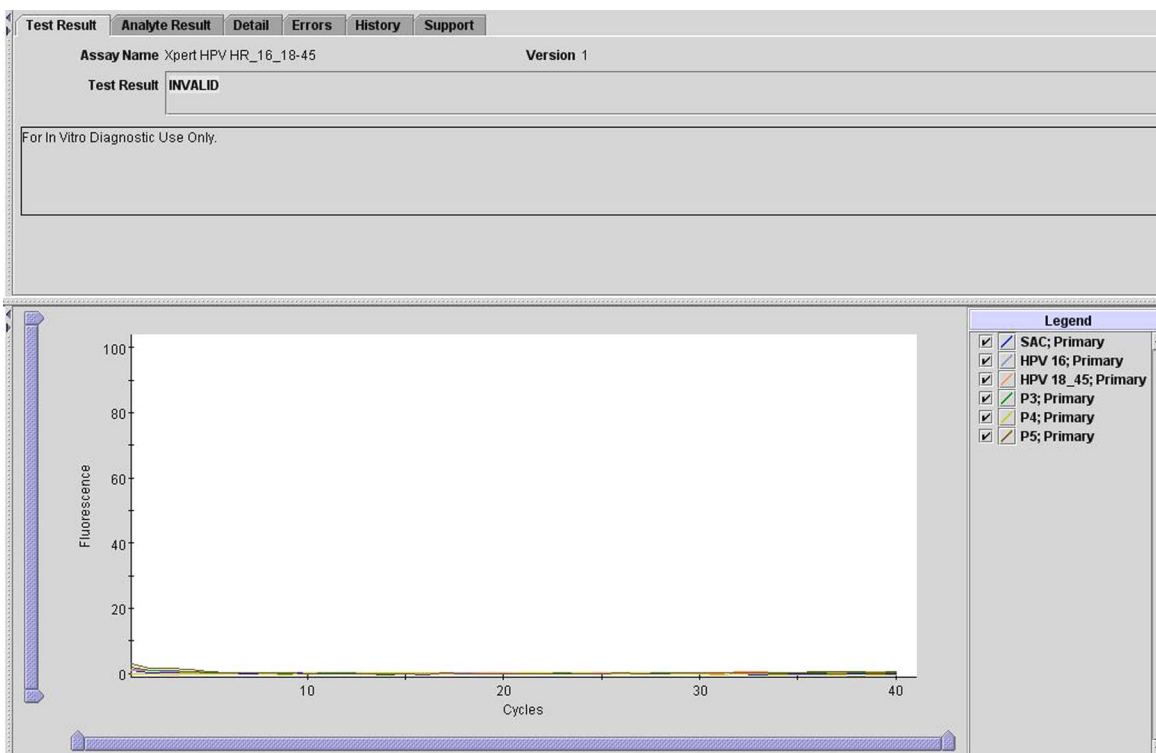 Test Result Analyte Result Detail Errors History Support
Assay Name Xpert HPV HR_16_18-45 Version 1
Test Result INVALID
For In Vitro Diagnostic Use Only.
Legend
SAC; Primary
HPV 16; Primary
HPV 18_45; Primary
P3; Primary
P4; Primary
P5; Primary
100
80
60
40
20
0
Fluorescence
10 20 30 40
Cycles